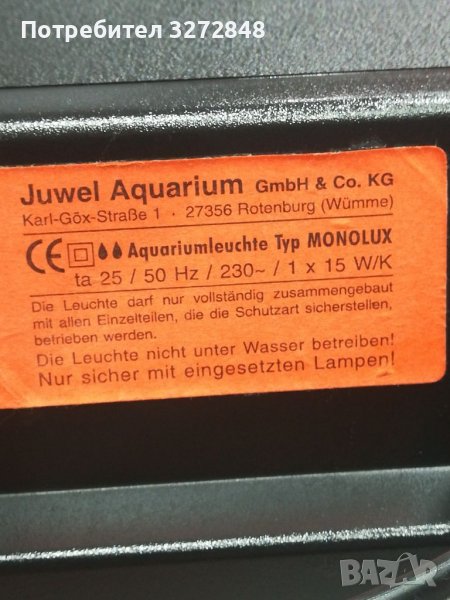 Потребител 3272848
Juwel Aquarium GmbH & Co. KG
Karl-Göx-Straße 1 · 27356 Rotenburg (Wümme)
CE Aquariumleuchte Typ MONOLUX
ta 25 / 50 Hz / 230~ / 1 x 15 W/K
Die Leuchte darf nur vollständig zusammengebaut
mit allen Einzelteilen, die die Schutzart sicherstellen,
betrieben werden.
Die Leuchte nicht unter Wasser betreiben!
Nur sicher mit eingesetzten Lampen!
BAZAR